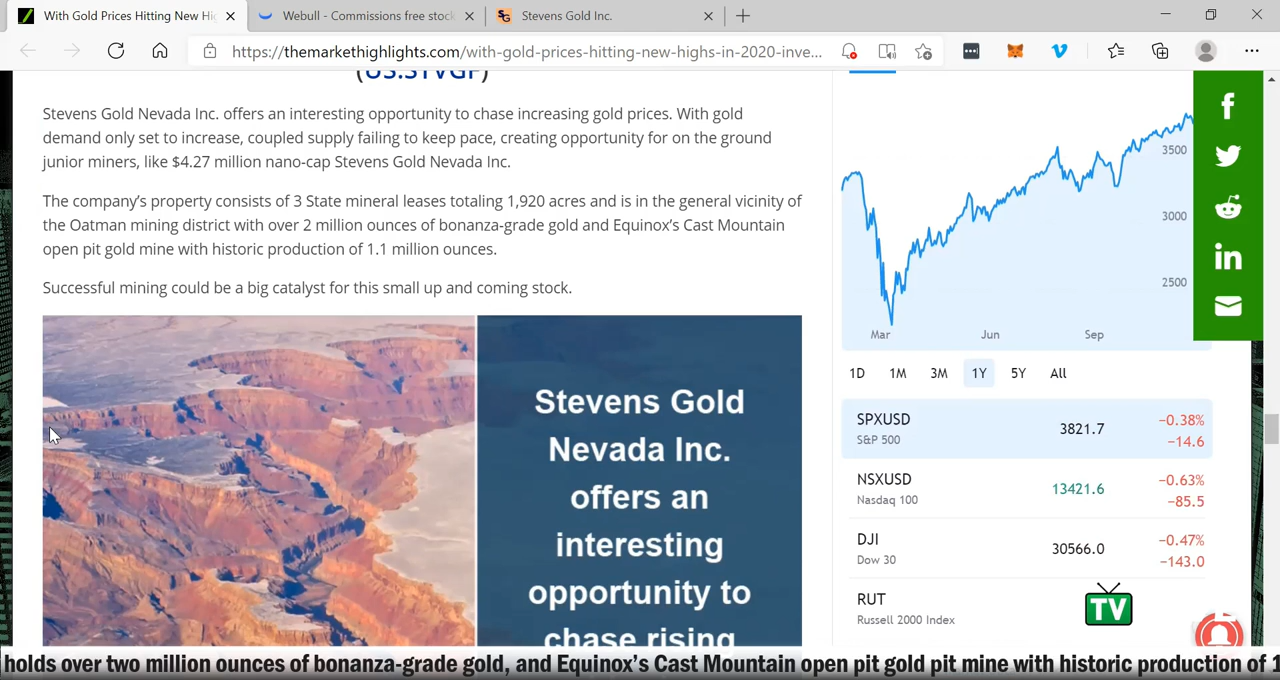 With Gold Prices Hitting New Hi
Webull - Commissions free stock
Stevens Gold Inc.
https://themarkethighlights.com/with-gold-prices-hitting-new-highs-in-2020-inve...
(US:STVGF)
Stevens Gold Nevada Inc. offers an interesting opportunity to chase increasing gold prices. With gold
demand only set to increase, coupled supply failing to keep pace, creating opportunity for on the ground
junior miners, like $4.27 million nano-cap Stevens Gold Nevada Inc.
The company's property consists of 3 State mineral leases totaling 1,920 acres and is in the general vicinity of
the Oatman mining district with over 2 million ounces of bonanza-grade gold and Equinox's Cast Mountain
open pit gold mine with historic production of 1.1 million ounces.
Successful mining could be a big catalyst for this small up and coming stock.
Stevens Gold
Nevada Inc.
offers an
interesting
opportunity to
chase rising
3500
3000
2500
Mar Jun Sep
1D 1M 3M 1Y 5Y All
SPXUSD 3821.7 −0.38%
S&P 500 −14.6
NSXUSD 13421.6 −0.63%
Nasdaq 100 −85.5
DJI 30566.0 −0.47%
Dow 30 −143.0
RUT
Russell 2000 Index
TV
holds over two million ounces of bonanza-grade gold, and Equinox's Cast Mountain open pit gold pit mine with historic production of 1